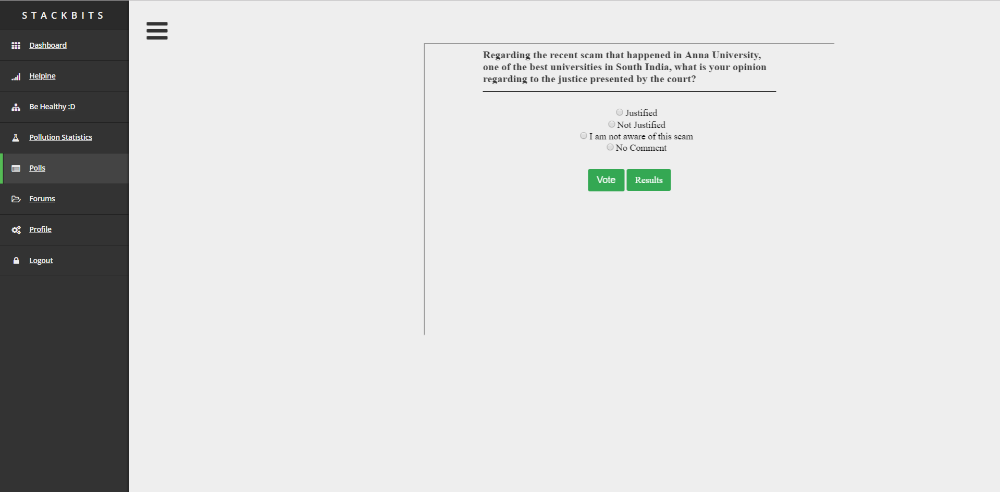 STACKBITS
Dashboard
Helpine
Be Healthy :D
Pollution Statistics
Polls
Forums
Profile
Logout
Regarding the recent scam that happened in Anna University,
one of the best universities in South India, what is your opinion
regarding to the justice presented by the court?
Justified
Not Justified
I am not aware of this scam
No Comment
Vote Results